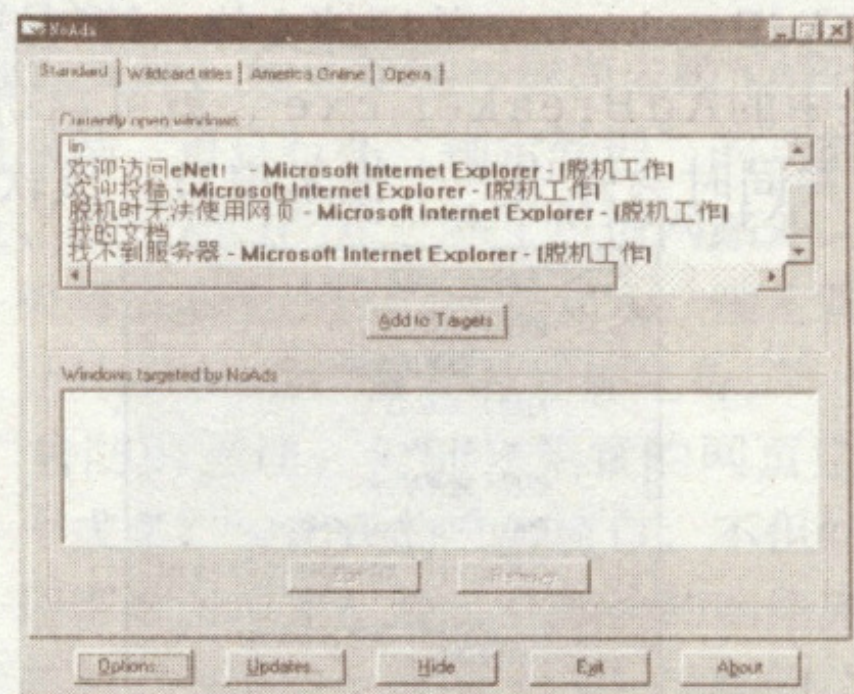 NoAds
Standard Wildcard titles America Online Opera
Currently open windows
lin
欢迎访问eNet! - Microsoft Internet Explorer - [脱机工作]
欢迎投稿 - Microsoft Internet Explorer - [脱机工作]
脱机时无法使用网页 - Microsoft Internet Explorer - [脱机工作]
我的文档
找不到服务器 - Microsoft Internet Explorer - [脱机工作]
Add to Targets
Windows targeted by NoAds
Edit Remove
Options... Updates... Hide Exit About